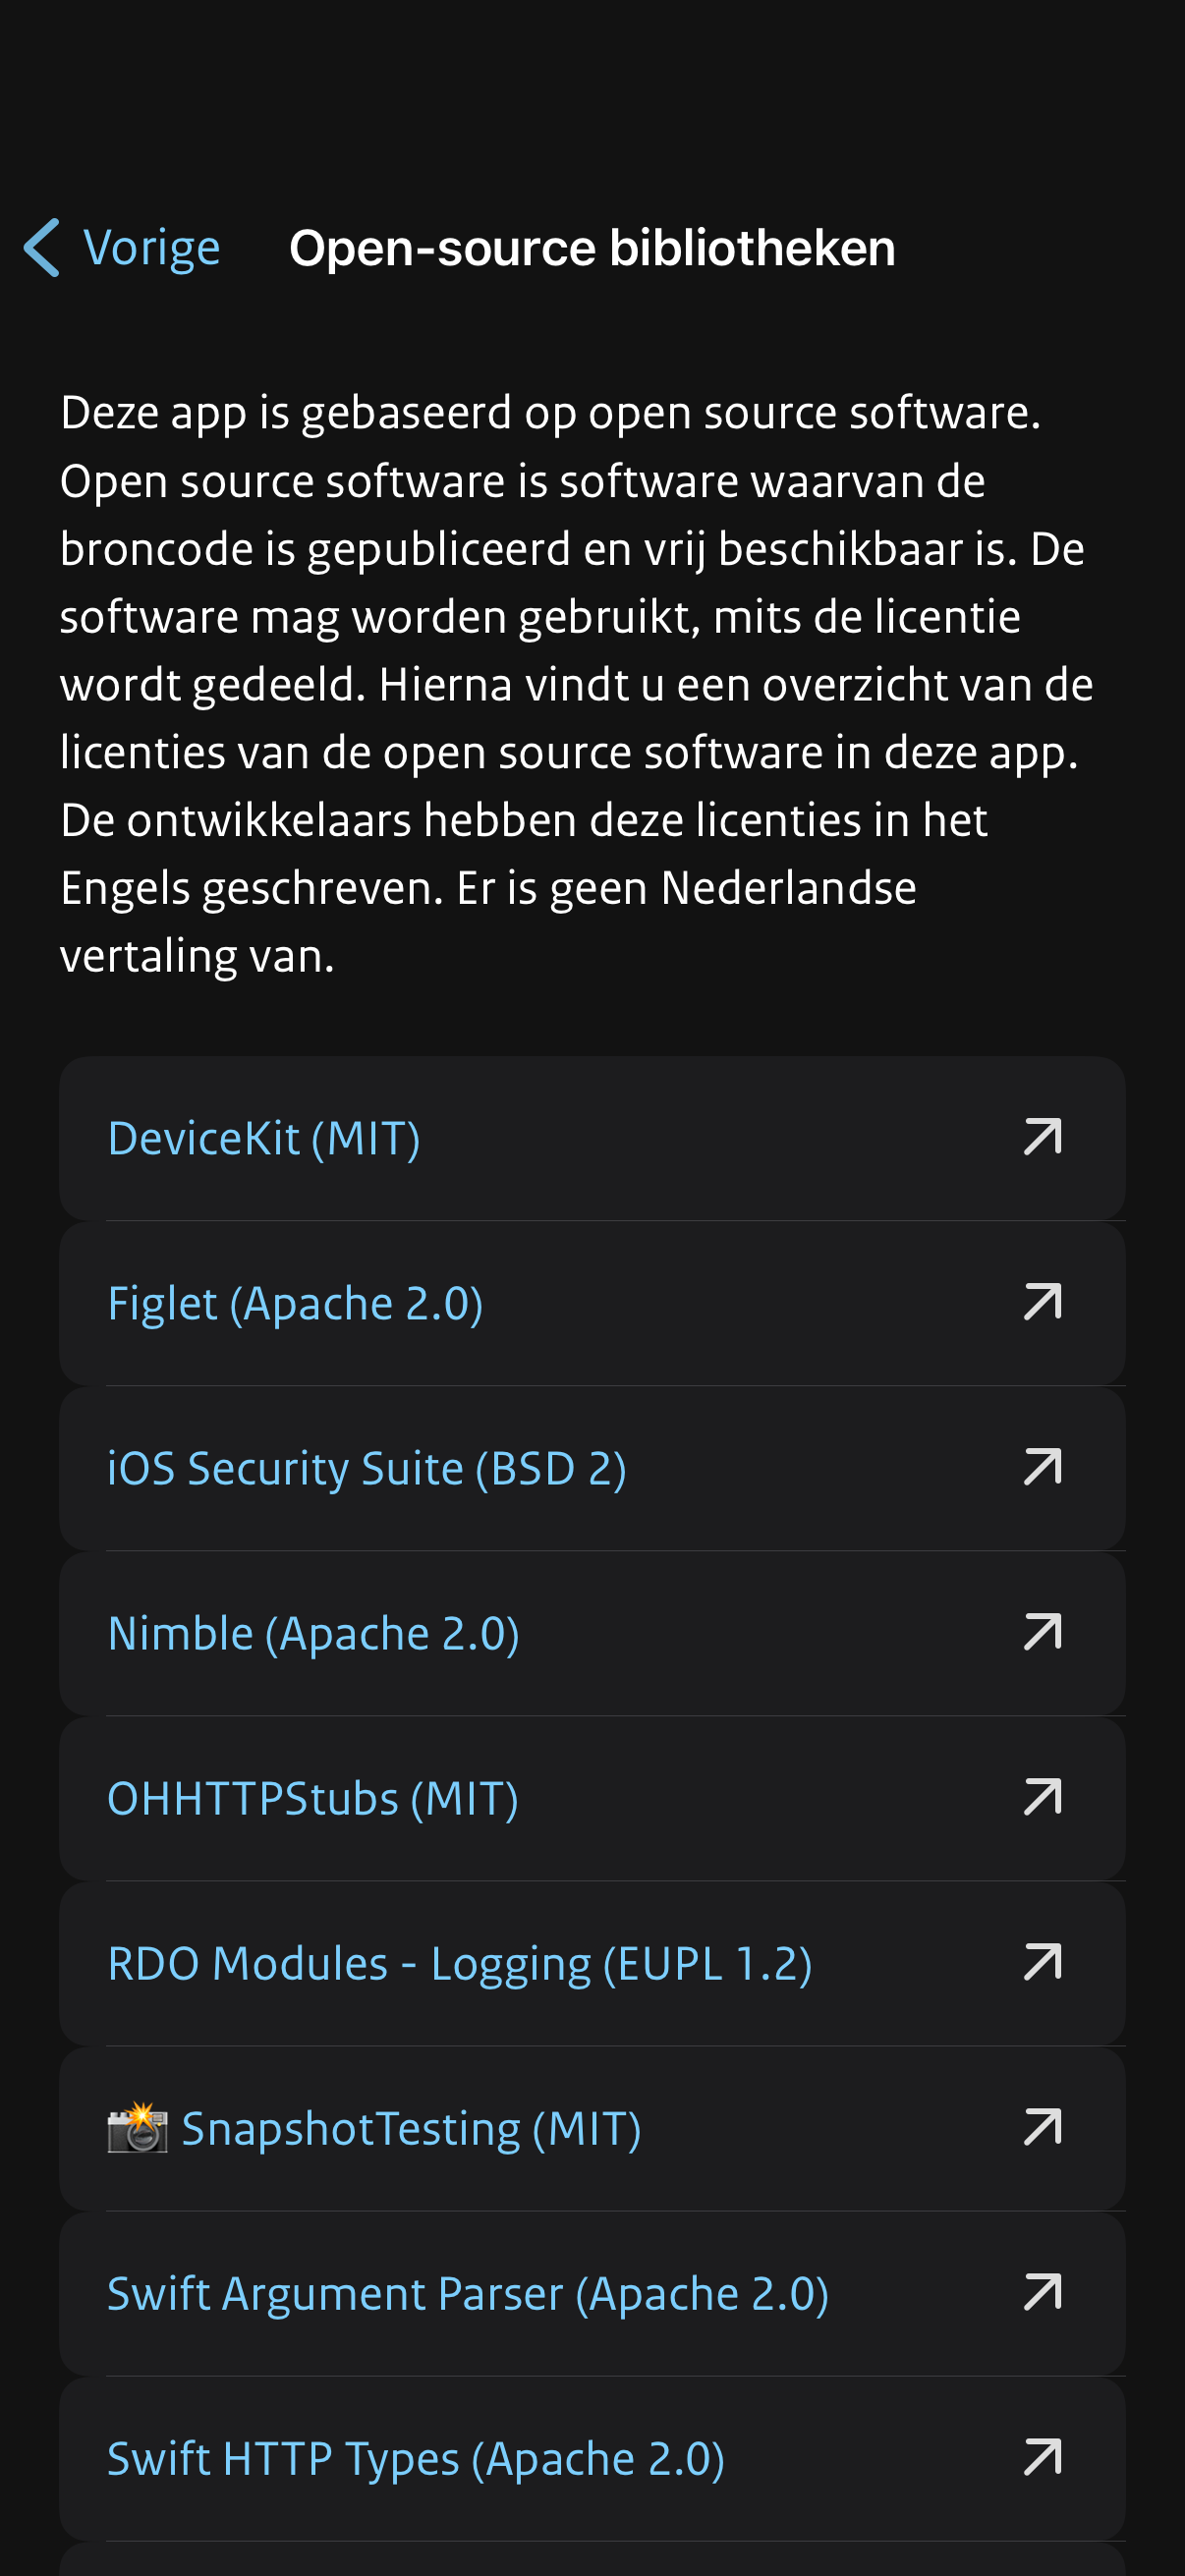 Vorige
Open-source bibliotheken
Deze app is gebaseerd op open source software.
Open source software is software waarvan de
broncode is gepubliceerd en vrij beschikbaar is. De
software mag worden gebruikt, mits de licentie
wordt gedeeld. Hierna vindt u een overzicht van de
licenties van de open source software in deze app.
De ontwikkelaars hebben deze licenties in het
Engels geschreven. Er is geen Nederlandse
vertaling van.
DeviceKit (MIT)
Figlet (Apache 2.0)
iOS Security Suite (BSD 2)
Nimble (Apache 2.0)
OHHTTPStubs (MIT)
RDO Modules - Logging (EUPL 1.2)
📸 SnapshotTesting (MIT)
Swift Argument Parser (Apache 2.0)
Swift HTTP Types (Apache 2.0)